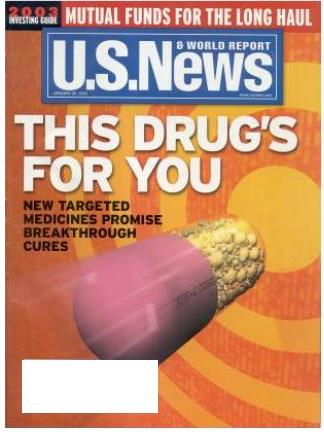 2003
INVESTING GUIDE
MUTUAL FUNDS FOR THE LONG HAUL
& WORLD REPORT
U.S.News
THIS DRUG'S
FOR YOU
NEW TARGETED
MEDICINES PROMISE
BREAKTHROUGH
CURES